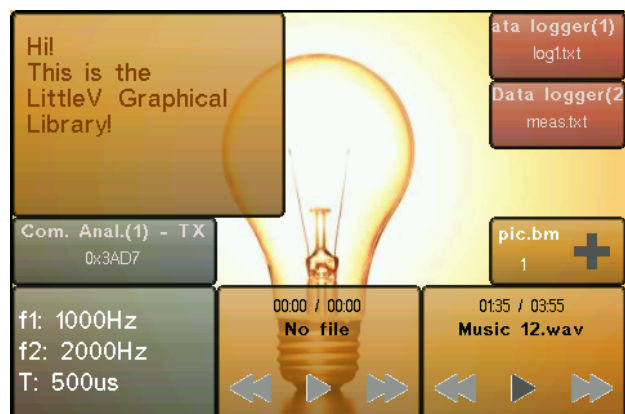 Hi!
This is the
LittleV Graphical
Library!
ata logger(1)
log1.txt
Data logger(2
meas.txt
Com. Anal.(1) - TX
0x3AD7
pic.bm
1
f1: 1000Hz
f2: 2000Hz
T: 500us
00:00 / 00:00
No file
01:35 / 03:55
Music 12.wav